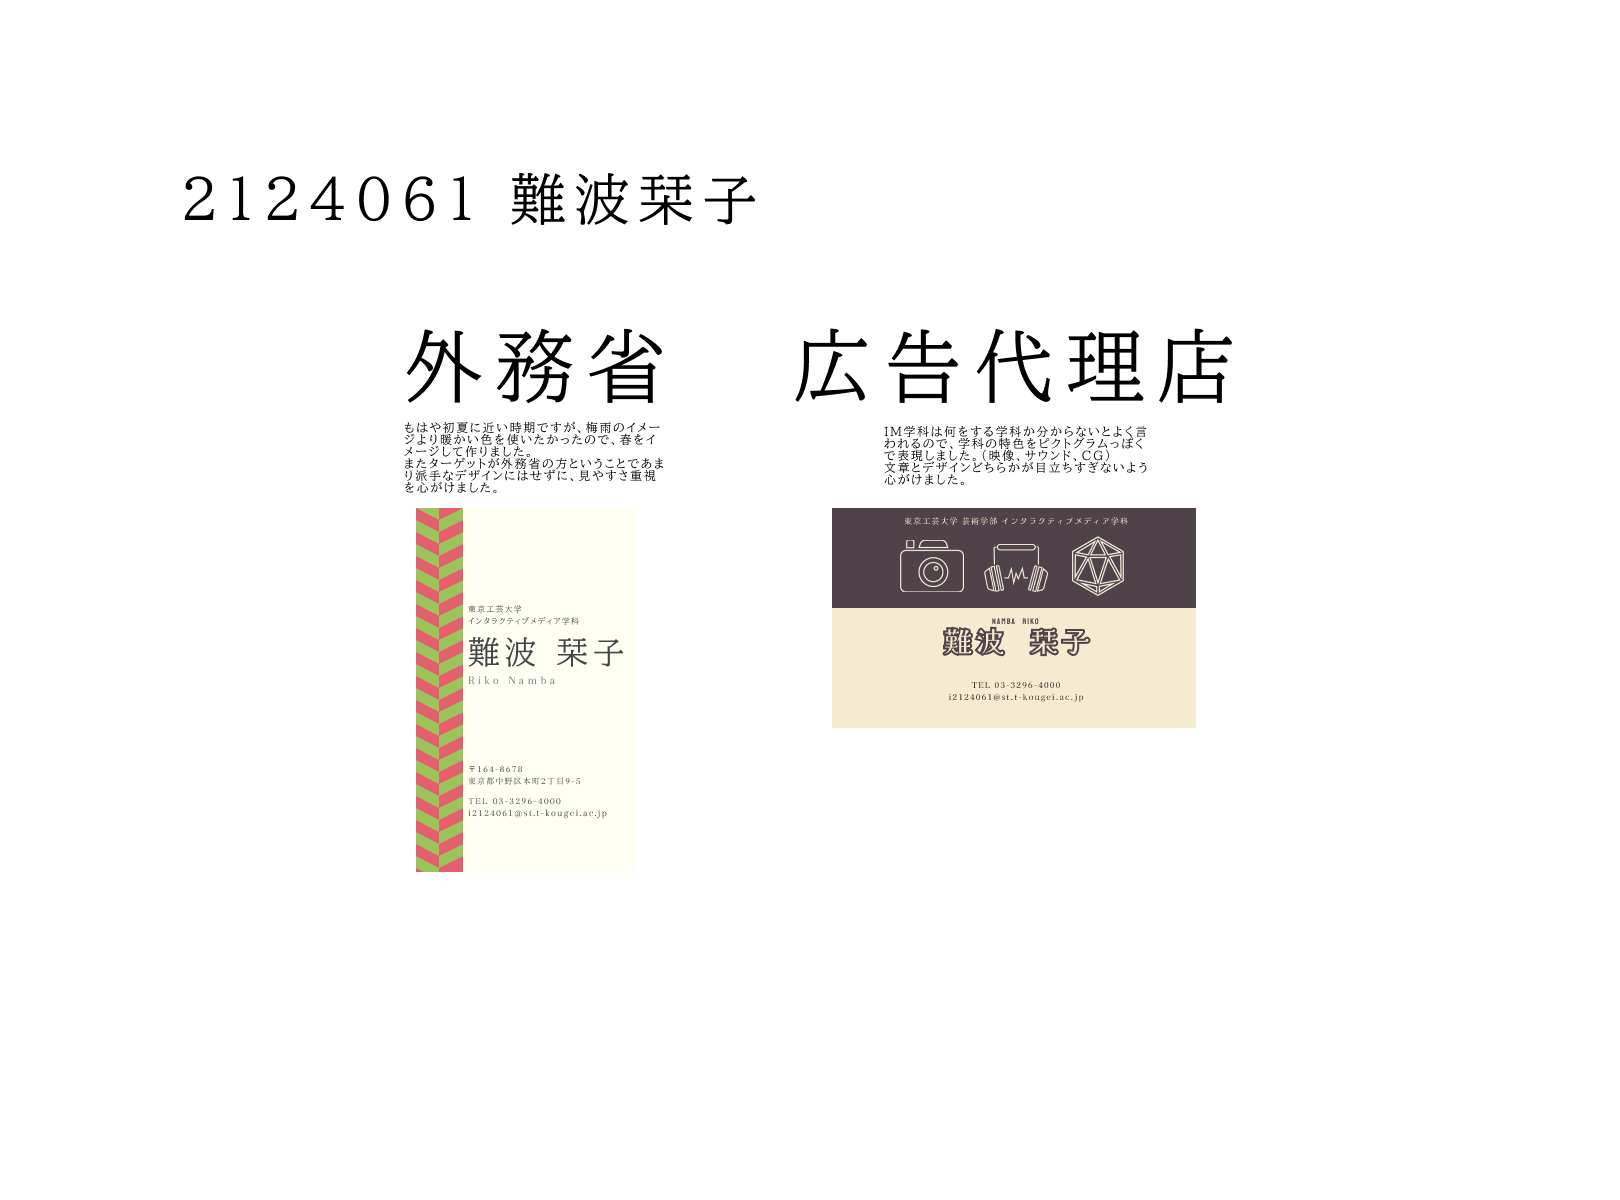 2124061 難波栞子
外務省
もはや初夏に近い時期ですが、梅雨のイメー
ジより暖かい色を使いたかったので、春をイ
メージして作りました。
またターゲットが外務省の方ということであま
り派手なデザインにはせずに、見やすさ重視
を心がけました。
東京工芸大学
インタラクティブメディア学科
難波 栞子
Riko Namba
〒164-8678
東京都中野区本町2丁目9-5
TEL 03-3296-4000
i2124061@st.t-kougei.ac.jp
広告代理店
IM学科は何をする学科か分からないとよく言
われるので、学科の特色をピクトグラムっぽく
で表現しました。（映像、サウンド、CG）
文章とデザインどちらかが目立ちすぎないよう
心がけました。
東京工芸大学 芸術学部 インタラクティブメディア学科
NAMBA RIKO
難波 栞子
TEL 03-3296-4000
i2124061@st.t-kougei.ac.jp